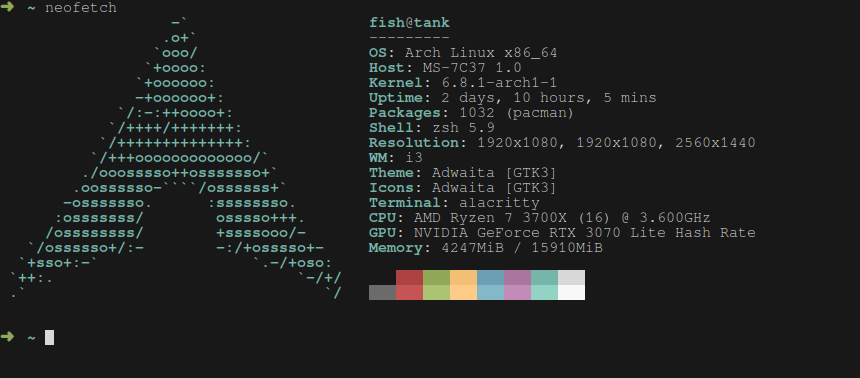 ➜ ~ neofetch
-`
.o+`
`ooo/
`+oooo:
`+oooooo:
-+oooooo+:
`/:-:++oooo+:
`/++++/+++++++:
`/++++++++++++++:
`/+++ooooooooooooo/`
./ooosssso++osssssso+`
.oossssso-````/ossssss+`
-osssssso.      :ssssssso.
:osssssss/        osssso+++.
/ossssssss/        +ssssooo/-
`/ossssso+/:-        -:/+osssso+-
`+sso+:-`                 `.-/+oso:
`++:.                           `-/+/
.`                                 `/
fish@tank
---------
OS: Arch Linux x86_64
Host: MS-7C37 1.0
Kernel: 6.8.1-arch1-1
Uptime: 2 days, 10 hours, 5 mins
Packages: 1032 (pacman)
Shell: zsh 5.9
Resolution: 1920x1080, 1920x1080, 2560x1440
WM: i3
Theme: Adwaita [GTK3]
Icons: Adwaita [GTK3]
Terminal: alacritty
CPU: AMD Ryzen 7 3700X (16) @ 3.600GHz
GPU: NVIDIA GeForce RTX 3070 Lite Hash Rate
Memory: 4247MiB / 15910MiB
➜ ~